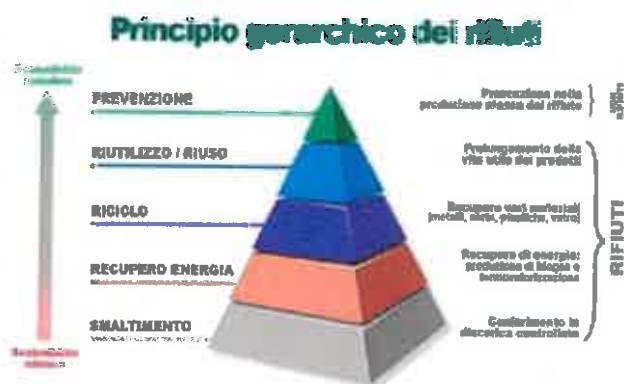 Principio gerarchico dei rifiuti
PREVENZIONE
Prevenzione nella
produzione stessa del rifiuto
RIUTILIZZO / RIUSO
Prolungamento della
vita utile dei prodotti
RICICLO
Recupero vari materiali
(metalli, carta, plastiche, vetro)
RECUPERO ENERGIA
Recupero di energia:
produzione di biogas e
termovalorizzazione
SMALTIMENTO
Conferimento in
discarica controllata
RIFIUTI